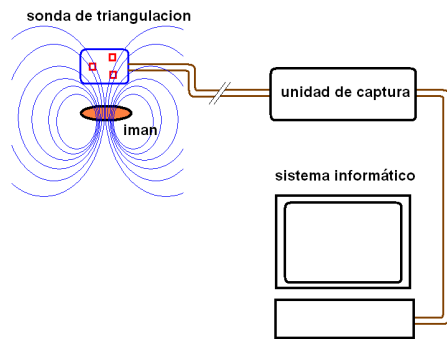 sonda de triangulacion
iman
unidad de captura
sistema informático